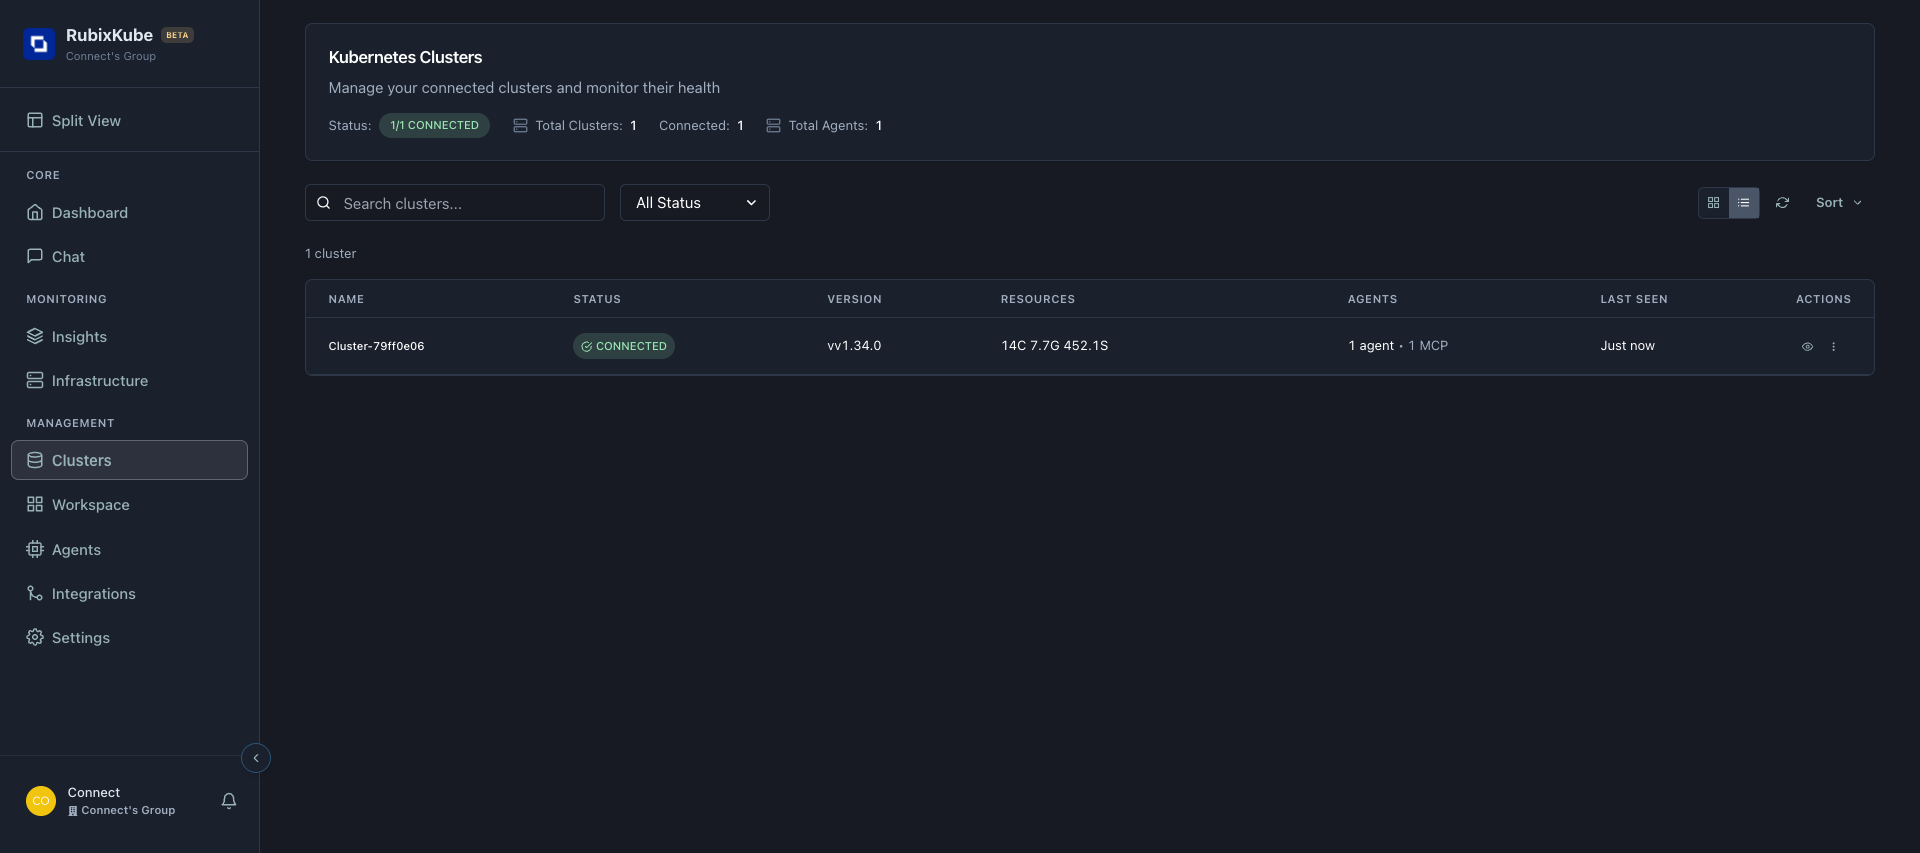 RubixKube BETA
Connect's Group
Split View
CORE
Dashboard
Chat
MONITORING
Insights
Infrastructure
MANAGEMENT
Clusters
Workspace
Agents
Integrations
Settings
CO
Connect
Connect's Group
Kubernetes Clusters
Manage your connected clusters and monitor their health
Status: 1/1 CONNECTED Total Clusters: 1 Connected: 1 Total Agents: 1
Search clusters... All Status Sort
1 cluster
NAME STATUS VERSION RESOURCES AGENTS LAST SEEN ACTIONS
Cluster-79ff0e06 CONNECTED vv1.34.0 14C 7.7G 452.1S 1 agent • 1 MCP Just now